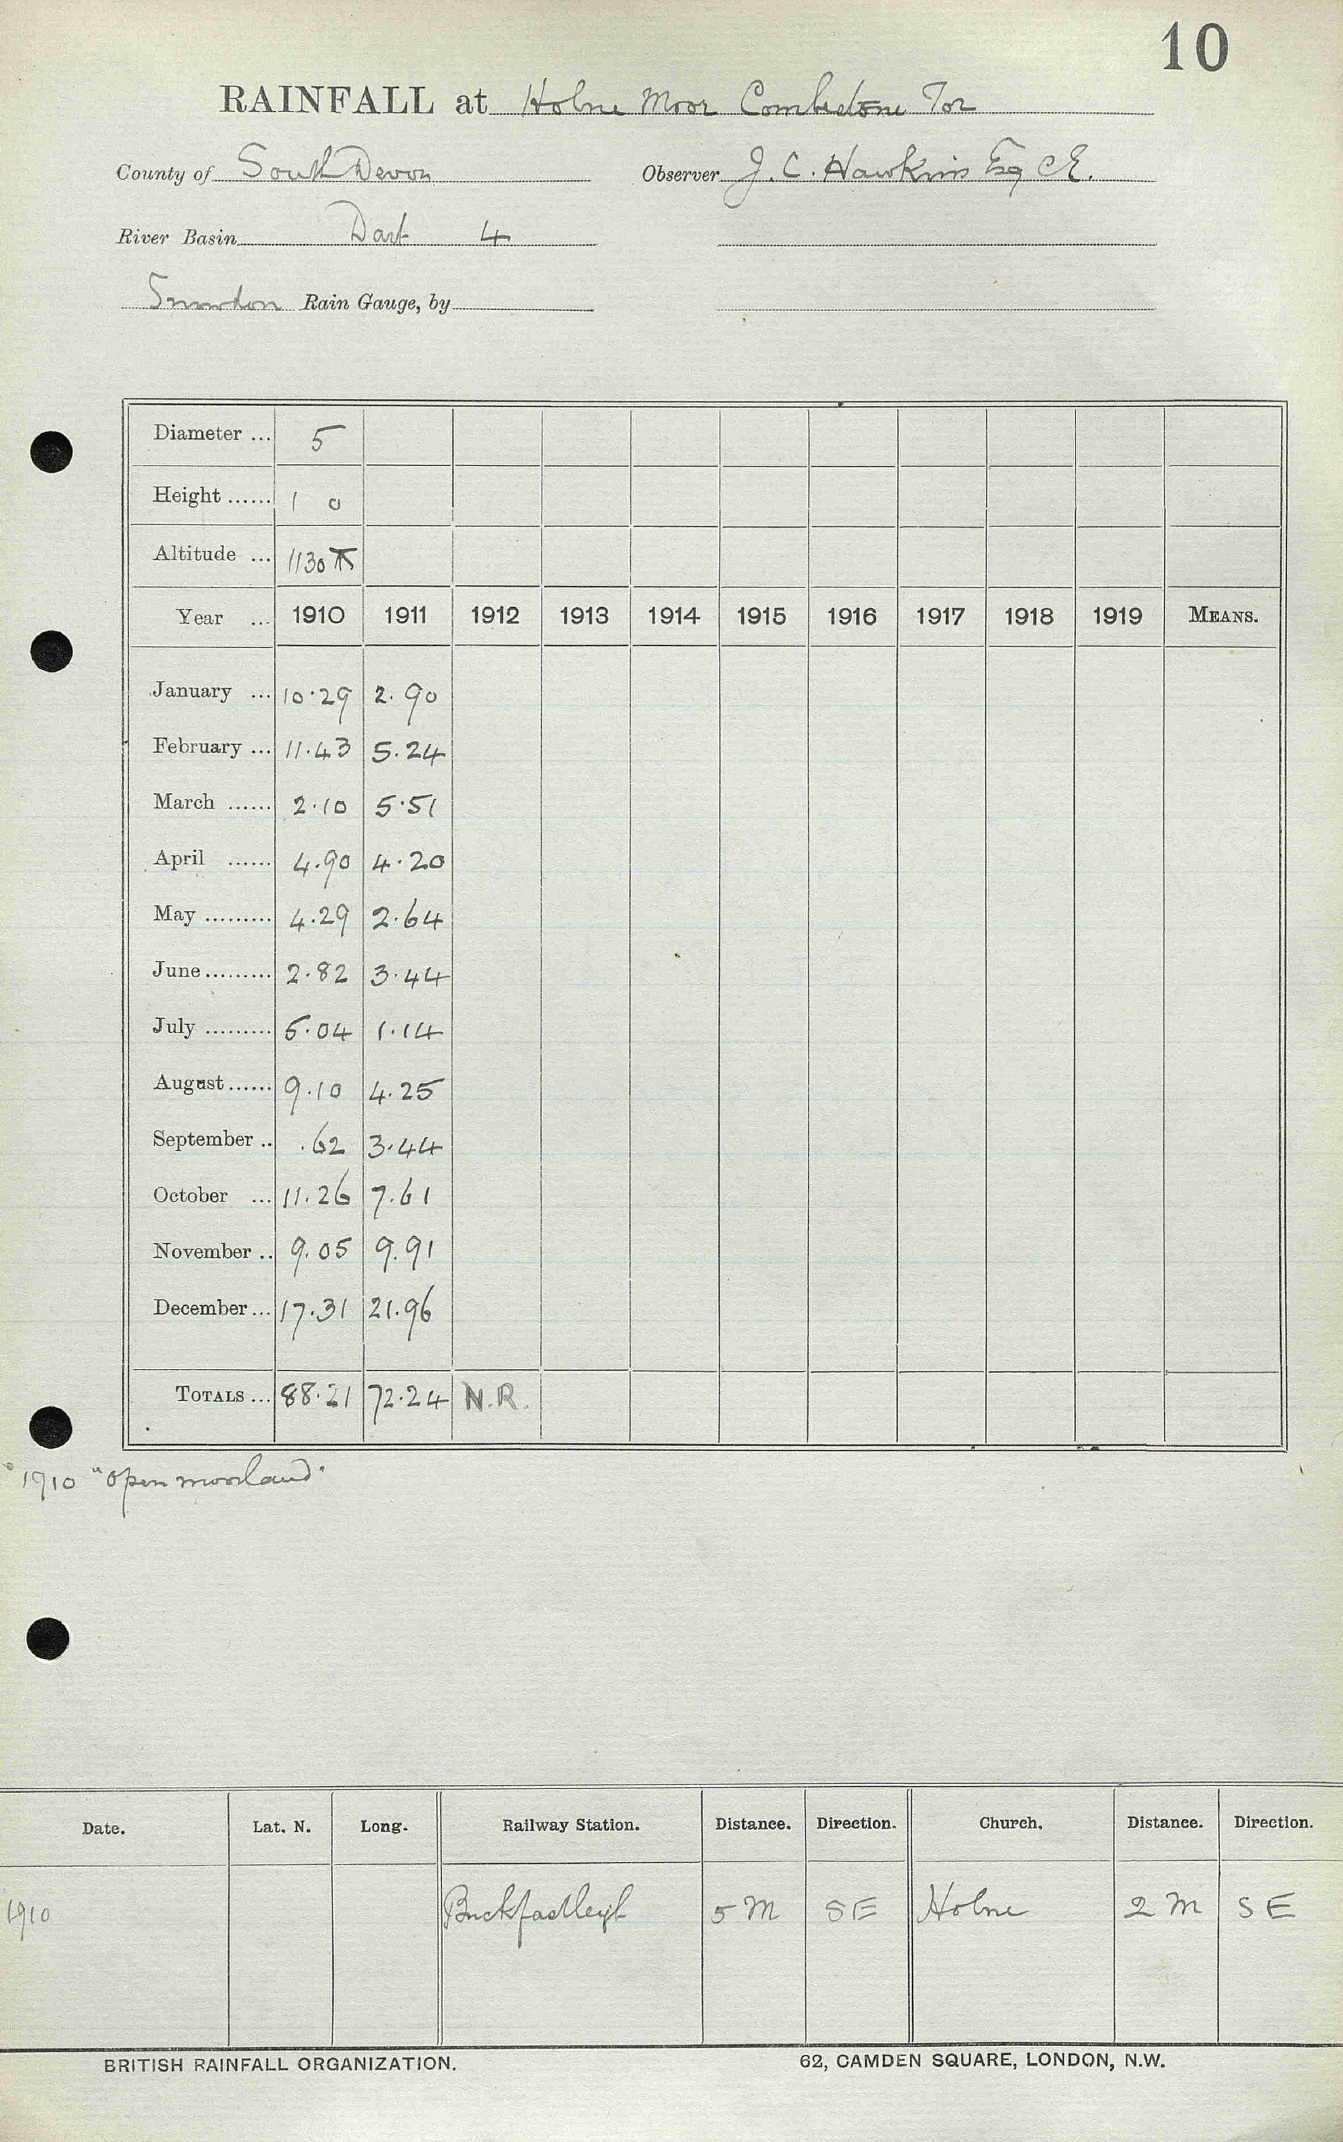 10
RAINFALL at Holne Moor Combestone Tor
County of South Devon Observer J. C. Hawkins Esq C.E.
River Basin Dart 4
Snowdon Rain Gauge, by
Diameter ... 5
Height ...... 1 0
Altitude ... 1130
Year ... 1910 1911 1912 1913 1914 1915 1916 1917 1918 1919 MEANS.
January ... 10.29 2.90
February ... 11.43 5.24
March ...... 2.10 5.51
April ...... 4.90 4.20
May ......... 4.29 2.64
June ......... 2.82 3.44
July ......... 5.04 1.14
August ...... 9.10 4.25
September .. .62 3.44
October ... 11.26 7.61
November .. 9.05 9.91
December ... 17.31 21.96
TOTALS ... 88.21 72.24 N.R.
1910 "Open moorland"
Date. Lat. N. Long. Railway Station. Distance. Direction. Church. Distance. Direction.
1910 Buckfastleigh 5 M SE Holne 2 M SE
BRITISH RAINFALL ORGANIZATION. 62, CAMDEN SQUARE, LONDON, N.W.